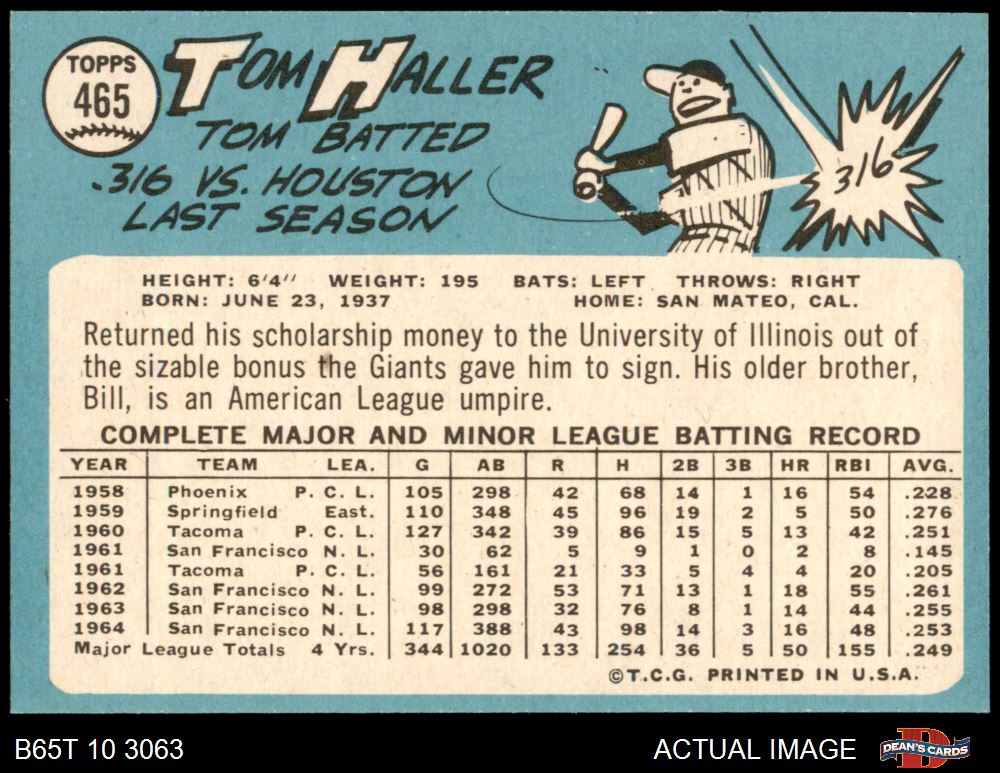 TOPPS
465
TOM HALLER
TOM BATTED
.316 VS. HOUSTON
LAST SEASON
316
HEIGHT: 6'4" WEIGHT: 195 BATS: LEFT THROWS: RIGHT
BORN: JUNE 23, 1937 HOME: SAN MATEO, CAL.
Returned his scholarship money to the University of Illinois out of
the sizable bonus the Giants gave him to sign. His older brother,
Bill, is an American League umpire.
COMPLETE MAJOR AND MINOR LEAGUE BATTING RECORD
YEAR TEAM LEA. G AB R H 2B 3B HR RBI AVG.
1958 Phoenix P. C. L. 105 298 42 68 14 1 16 54 .228
1959 Springfield East. 110 348 45 96 19 2 5 50 .276
1960 Tacoma P. C. L. 127 342 39 86 15 5 13 42 .251
1961 San Francisco N. L. 30 62 5 9 1 0 2 8 .145
1961 Tacoma P. C. L. 56 161 21 33 5 4 4 20 .205
1962 San Francisco N. L. 99 272 53 71 13 1 18 55 .261
1963 San Francisco N. L. 98 298 32 76 8 1 14 44 .255
1964 San Francisco N. L. 117 388 43 98 14 3 16 48 .253
Major League Totals 4 Yrs. 344 1020 133 254 36 5 50 155 .249
©T.C.G. PRINTED IN U.S.A.
B65T 10 3063 ACTUAL IMAGE DEAN'S CARDS